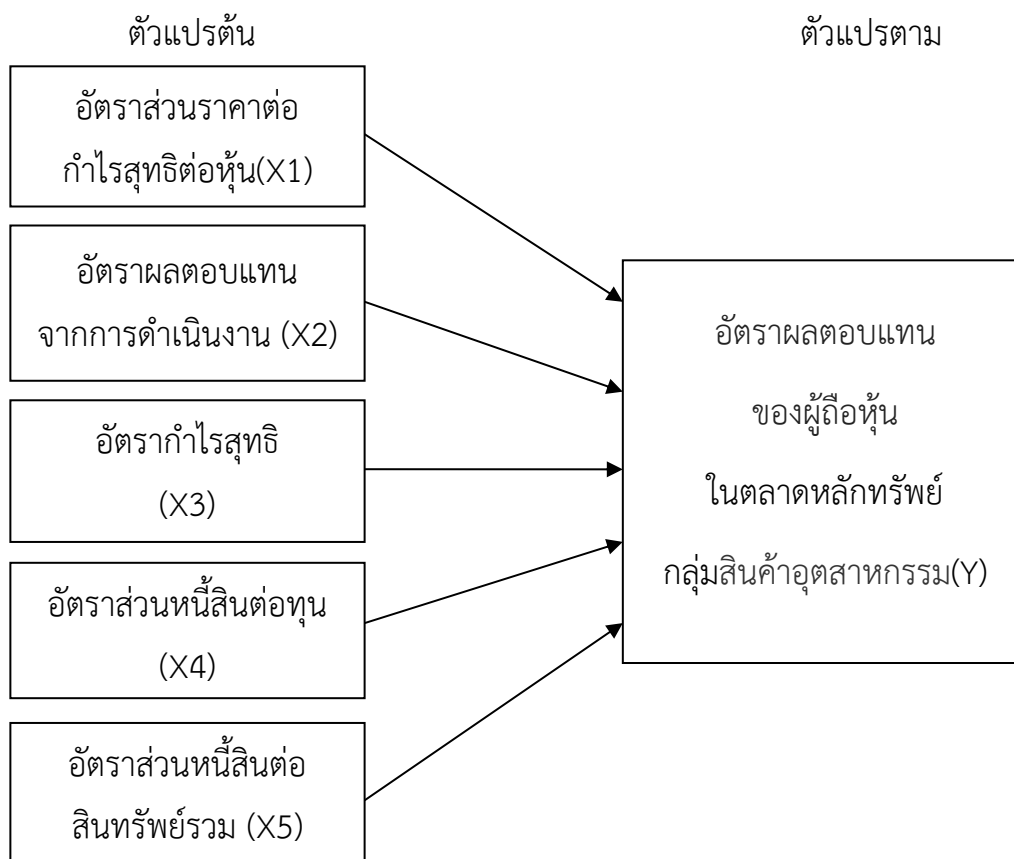 ตัวแปรต้น
ตัวแปรตาม
อัตราส่วนราคาต่อ
กำไรสุทธิต่อหุ้น(X1)
อัตราผลตอบแทน
จากการดำเนินงาน (X2)
อัตรากำไรสุทธิ
(X3)
อัตราส่วนหนี้สินต่อทุน
(X4)
อัตราส่วนหนี้สินต่อ
สินทรัพย์รวม (X5)
อัตราผลตอบแทน
ของผู้ถือหุ้น
ในตลาดหลักทรัพย์
กลุ่มสินค้าอุตสาหกรรม(Y)